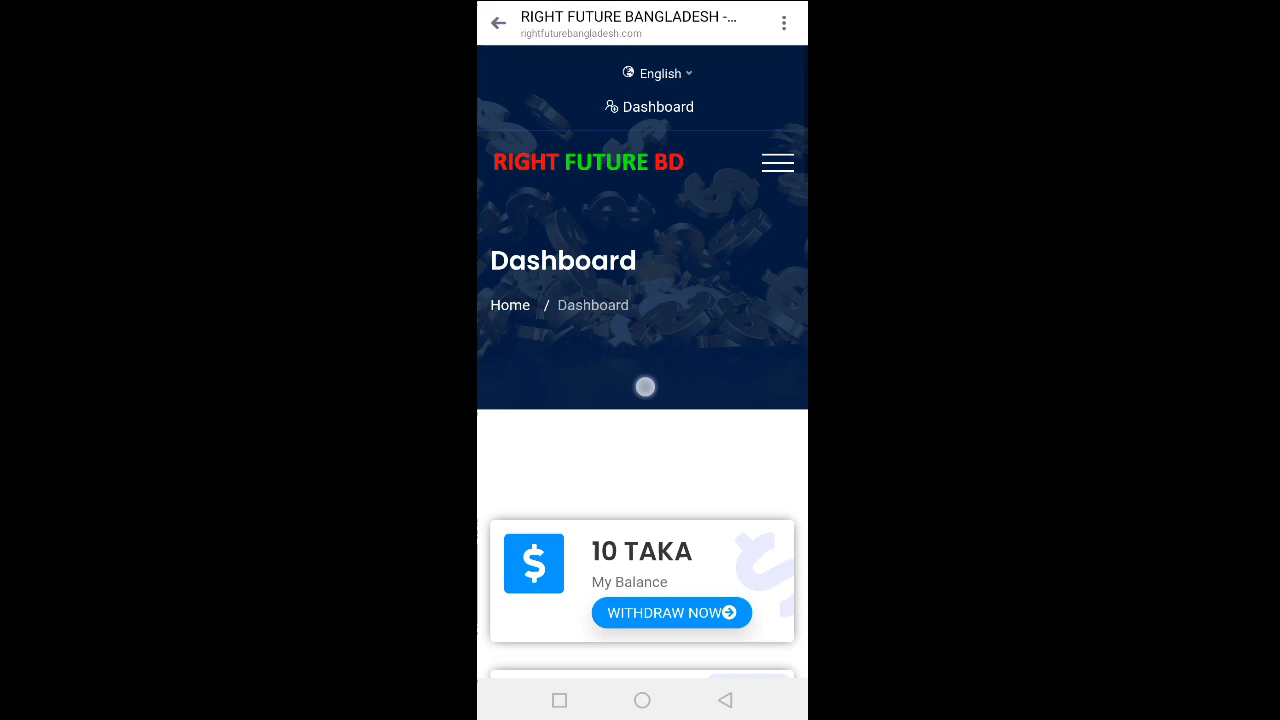 RIGHT FUTURE BANGLADESH -...
rightfuturebangladesh.com
English
Dashboard
RIGHT FUTURE BD
Dashboard
Home / Dashboard
10 TAKA
My Balance
WITHDRAW NOW